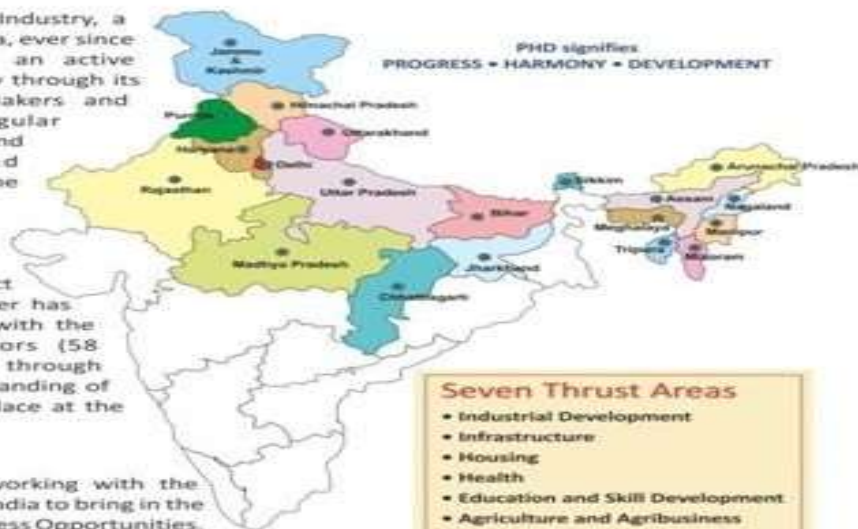 Industry, a
a, ever since
an active
y through its
akers and
gular
nd
d
be
ct
er has
with the
ors (58
through
anding of
lace at the
working with the
ndia to bring in the
ess Opportunities
PHD signifies
PROGRESS • HARMONY • DEVELOPMENT
Jammu
&
Kashmir
Himachal Pradesh
Punjab
Uttarakhand
Haryana
Delhi
Rajasthan
Uttar Pradesh
Bihar
Sikkim
Arunachal Pradesh
Assam
Nagaland
Meghalaya
Manipur
Tripura
Mizoram
Madhya Pradesh
Jharkhand
Chhattisgarh
Seven Thrust Areas
• Industrial Development
• Infrastructure
• Housing
• Health
• Education and Skill Development
• Agriculture and Agribusiness